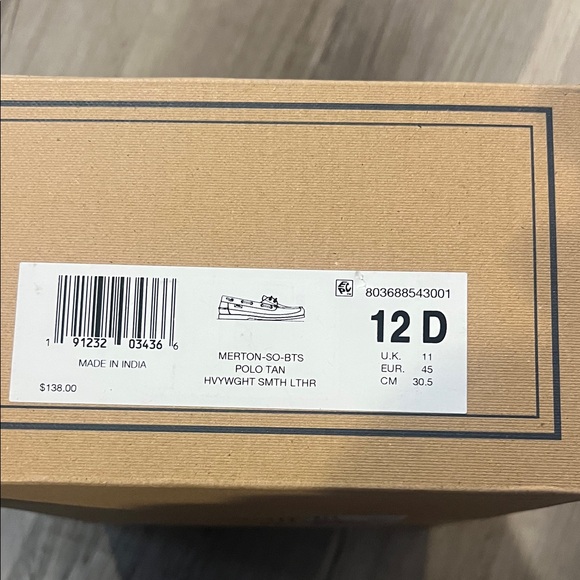 1 91232 03436 6
MADE IN INDIA
$138.00
MERTON-SO-BTS
POLO TAN
HVYWGHT SMTH LTHR
803688543001
12 D
U.K. 11
EUR. 45
CM 30.5